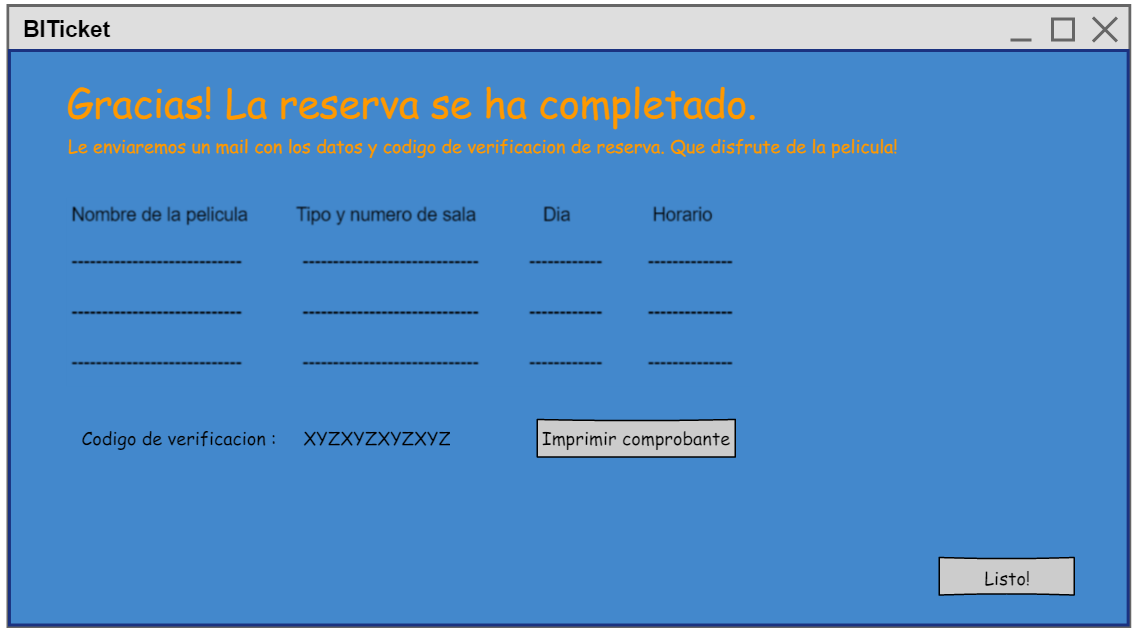 BITicket
Gracias! La reserva se ha completado.
Le enviaremos un mail con los datos y codigo de verificacion de reserva. Que disfrute de la pelicula!
Nombre de la pelicula Tipo y numero de sala Dia Horario
---------------------------- ----------------------------- ------------ --------------
---------------------------- ----------------------------- ------------ --------------
---------------------------- ----------------------------- ------------ --------------
Codigo de verificacion : XYZXYZXYZXYZ Imprimir comprobante
Listo!